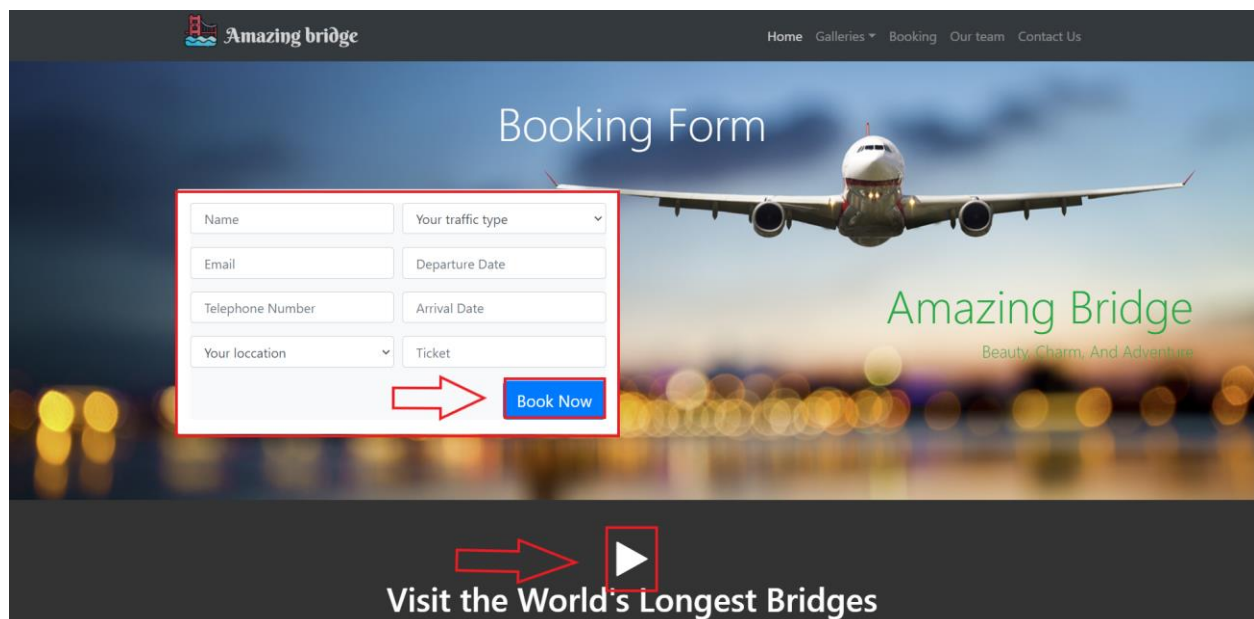 Amazing bridge
Home Galleries Booking Our team Contact Us
Booking Form
Name
Your traffic type
Email
Departure Date
Telephone Number
Arrival Date
Your loccation
Ticket
Book Now
Amazing Bridge
Beauty, Charm, And Adventure
Visit the World's Longest Bridges